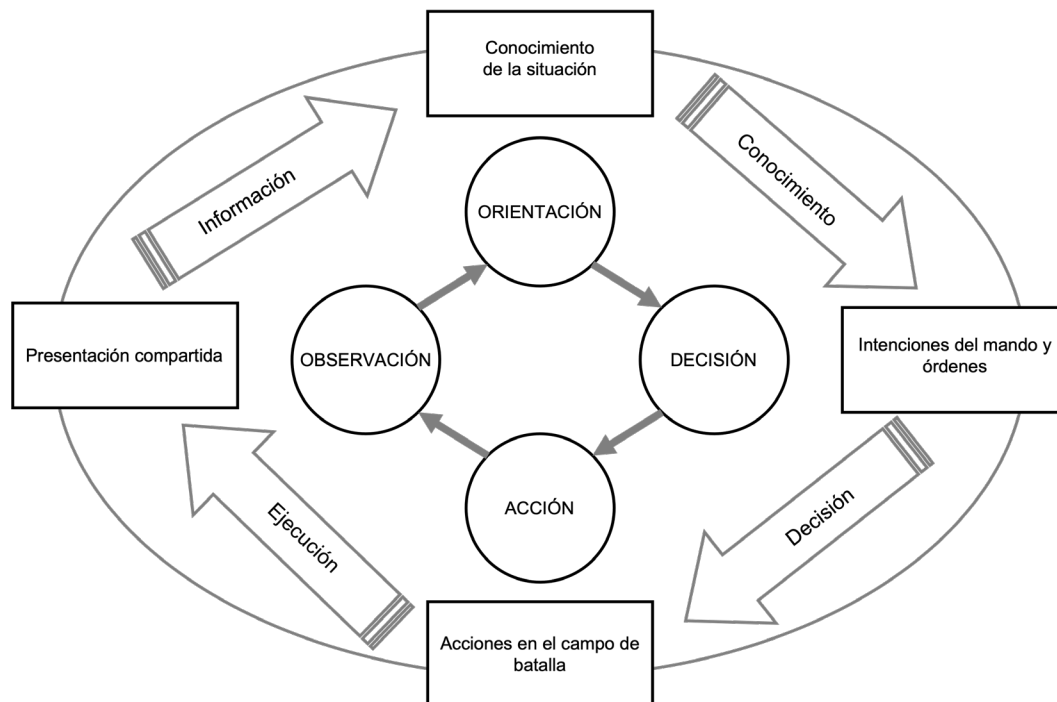 Conocimiento
de la situación
Información
Conocimiento
ORIENTACIÓN
Presentación compartida
OBSERVACIÓN
DECISIÓN
Intenciones del mando y
órdenes
Ejecución
ACCIÓN
Decisión
Acciones en el campo de
batalla